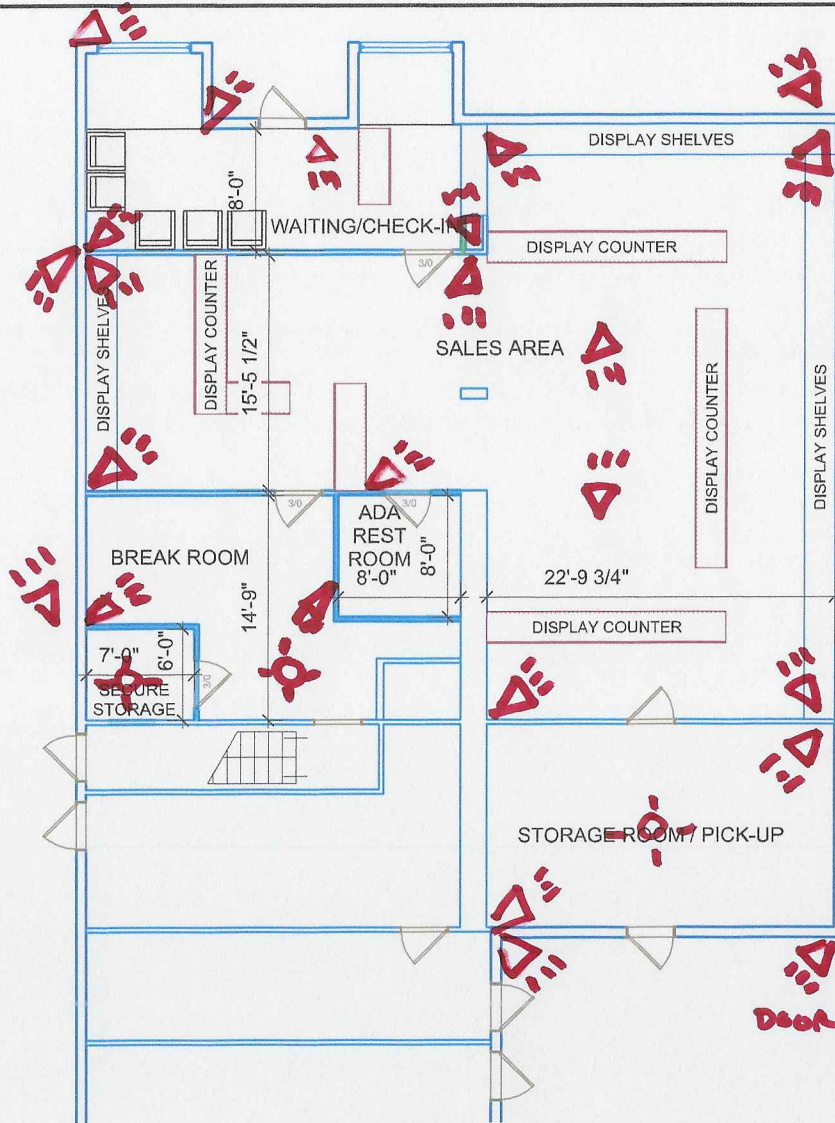 DISPLAY SHELVES
8'-0"
WAITING/CHECK-IN
DISPLAY COUNTER
3/0
DISPLAY SHELVES
DISPLAY COUNTER
15'-5 1/2"
SALES AREA
DISPLAY COUNTER
DISPLAY SHELVES
3/0
3/0
ADA
REST
ROOM
8'-0"
8'-0"
BREAK ROOM
14'-9"
22'-9 3/4"
DISPLAY COUNTER
7'-0"
6'-0"
3/0
SECURE
STORAGE
STORAGE ROOM / PICK-UP
DOOR